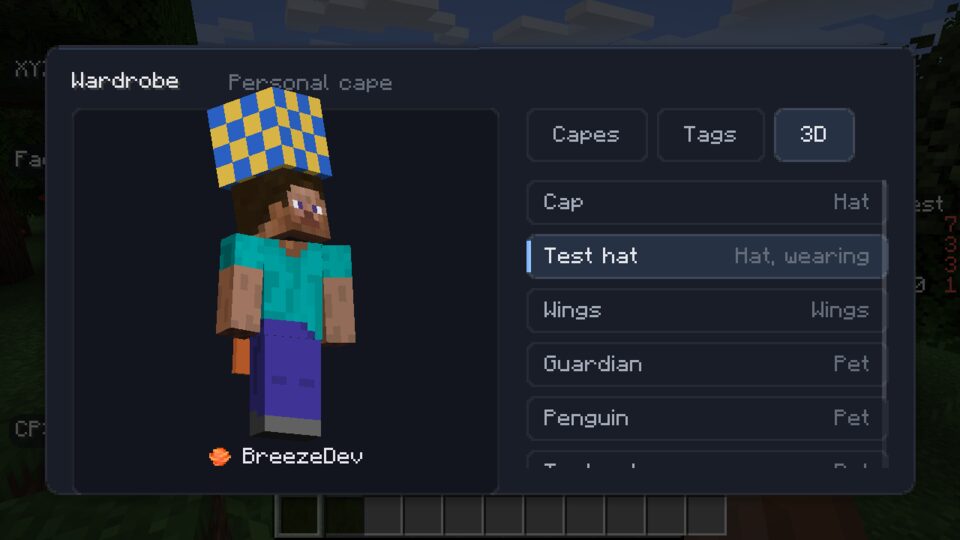 XYZ
Wardrobe
Personal cape
Capes
Tags
3D
Cap
Hat
Test hat
Hat, wearing
Wings
Wings
Guardian
Pet
Penguin
Pet
BreezeDev